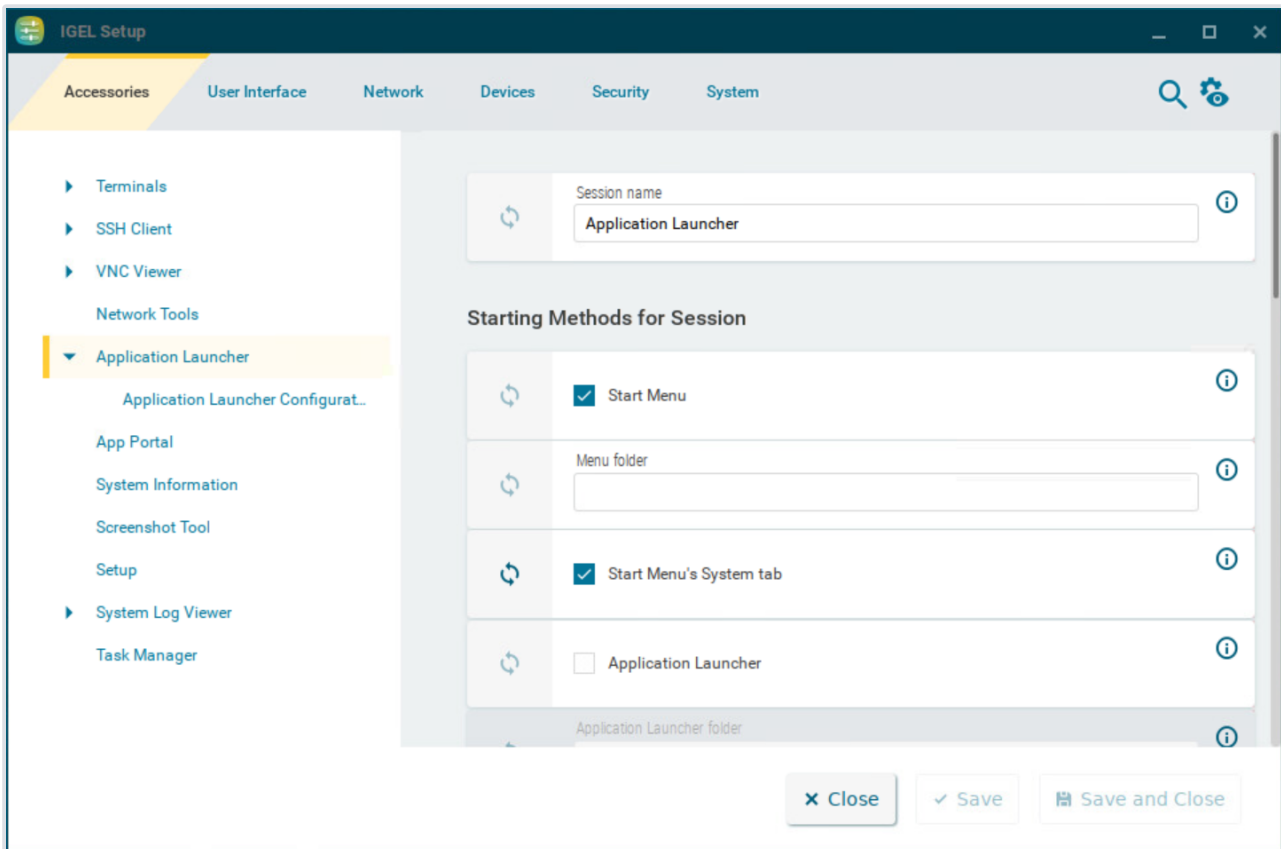 IGEL Setup
Accessories
User Interface
Network
Devices
Security
System
Terminals
SSH Client
VNC Viewer
Network Tools
Application Launcher
Application Launcher Configurat...
App Portal
System Information
Screenshot Tool
Setup
System Log Viewer
Task Manager
Session name
Application Launcher
Starting Methods for Session
Start Menu
Menu folder
Start Menu's System tab
Application Launcher
Application Launcher folder
Close
Save
Save and Close